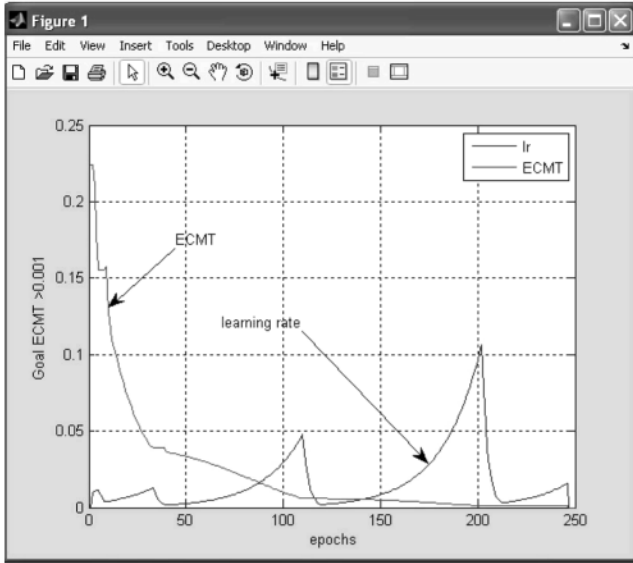 Figure 1
File Edit View Insert Tools Desktop Window Help
0.25
lr
ECMT
0.2
ECMT
0.15
learning rate
0.1
0.05
0
Goal ECMT >0.001
0 50 100 150 200 250
epochs